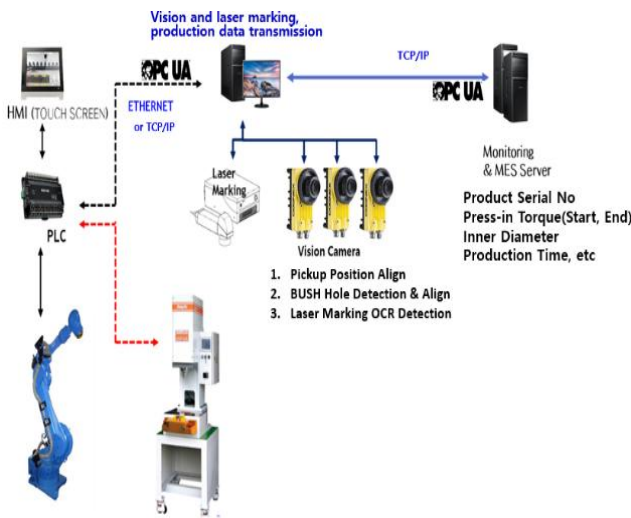 Vision and laser marking,
production data transmission
OPC UA
TCP/IP
OPC UA
HMI (TOUCH SCREEN)
ETHERNET
or TCP/IP
Laser
Marking
Monitoring
& MES Server
PLC
Vision Camera
Product Serial No
Press-in Torque(Start, End)
Inner Diameter
Production Time, etc
1. Pickup Position Align
2. BUSH Hole Detection & Align
3. Laser Marking OCR Detection